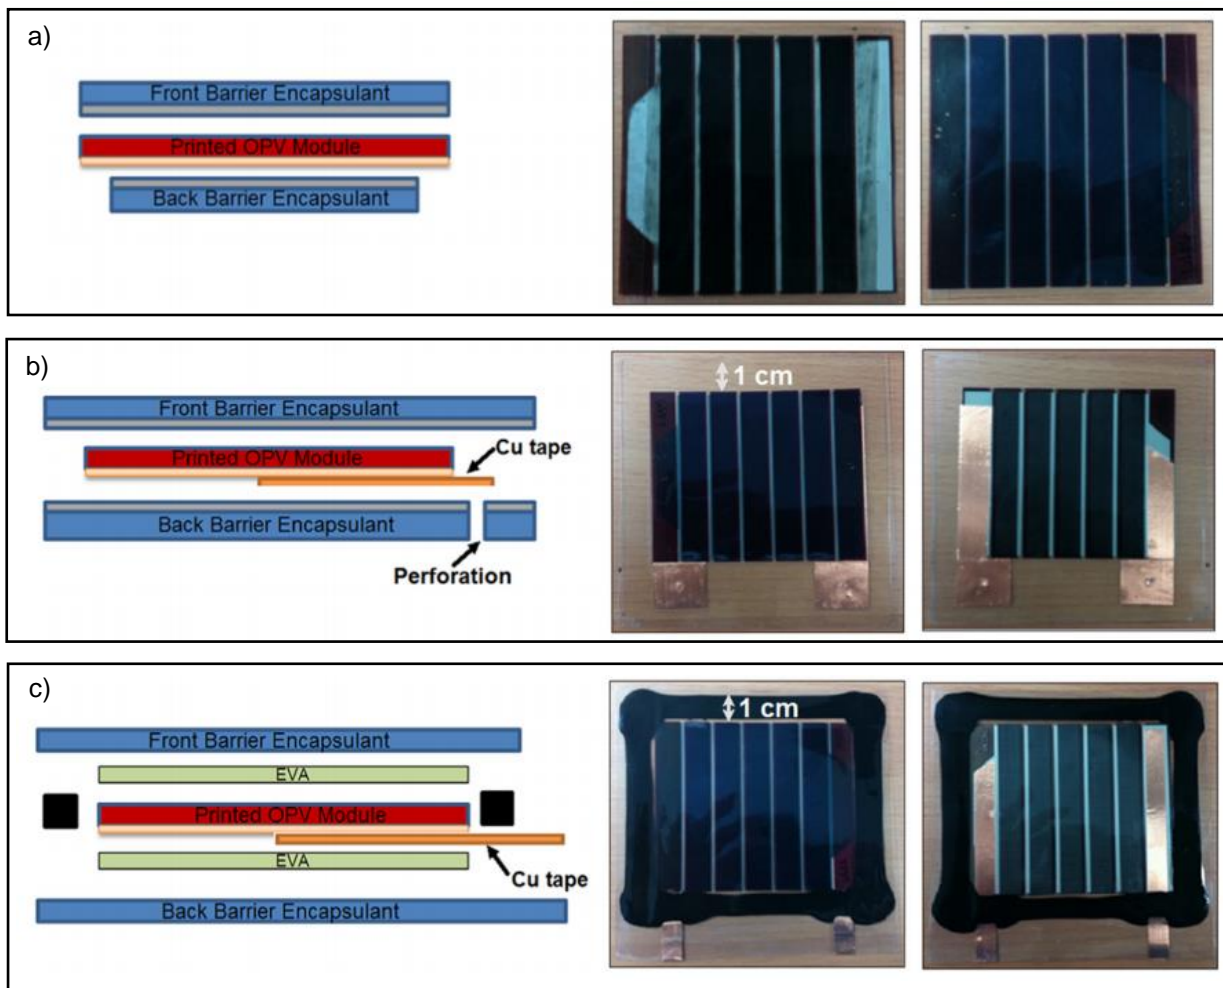 a)
Front Barrier Encapsulant
Printed OPV Module
Back Barrier Encapsulant
b)
Front Barrier Encapsulant
Printed OPV Module
Cu tape
Back Barrier Encapsulant
Perforation
1 cm
c)
Front Barrier Encapsulant
EVA
Printed OPV Module
EVA
Cu tape
Back Barrier Encapsulant
1 cm